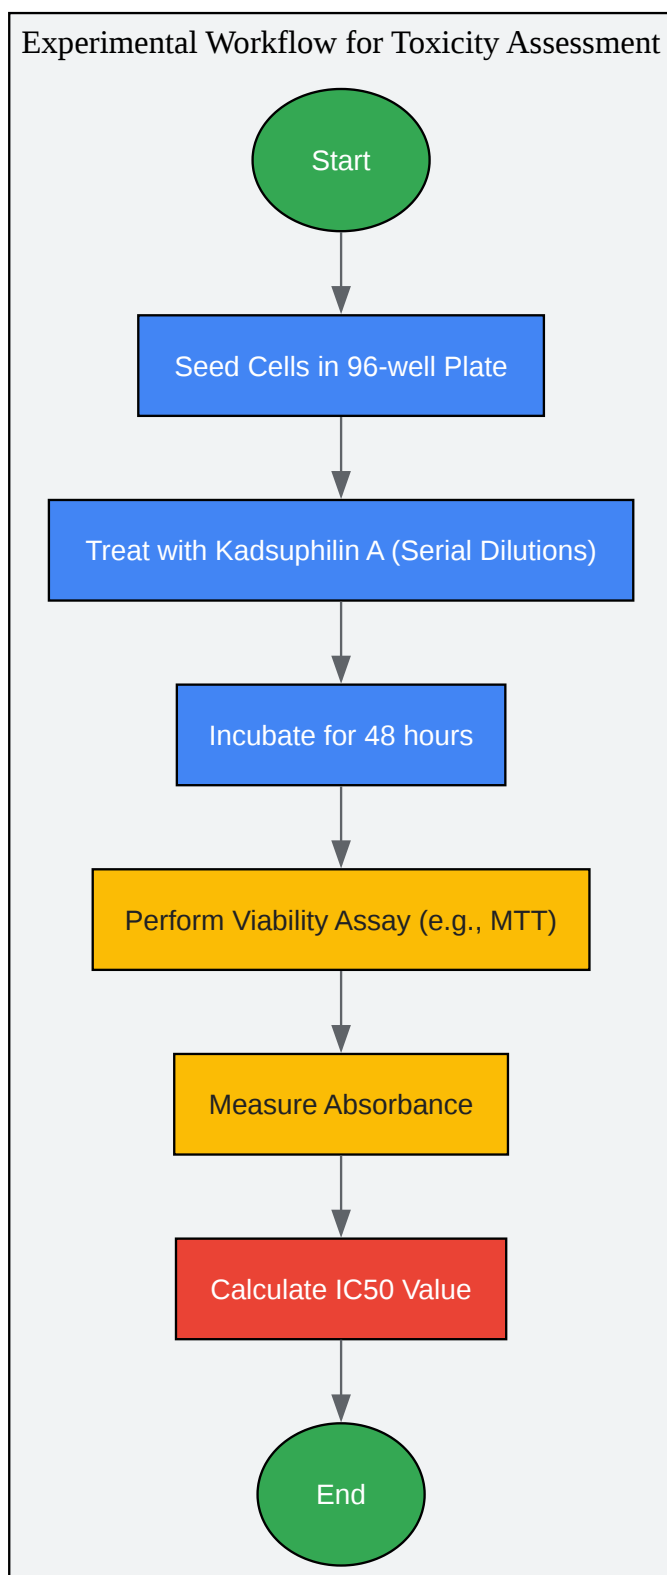 Experimental Workflow for Toxicity Assessment
Start
Seed Cells in 96-well Plate
Treat with Kadsuphilin A (Serial Dilutions)
Incubate for 48 hours
Perform Viability Assay (e.g., MTT)
Measure Absorbance
Calculate IC50 Value
End